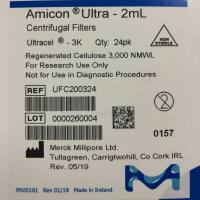 Amicon® Ultra - 2mL
Centrifugal Filters
Ultracel® - 3K Qty: 24pk
Regenerated Cellulose 3,000 NMWL
For Research Use Only
Not for Use in Diagnostic Procedures
REF UFC200324
LOT 0000260004
0157
Merck Millipore Ltd.
Tullagreen, Carrigtwohill, Co Cork IRL
Rev. 05/19
PR05101 Rev 01/19 Made in Ireland